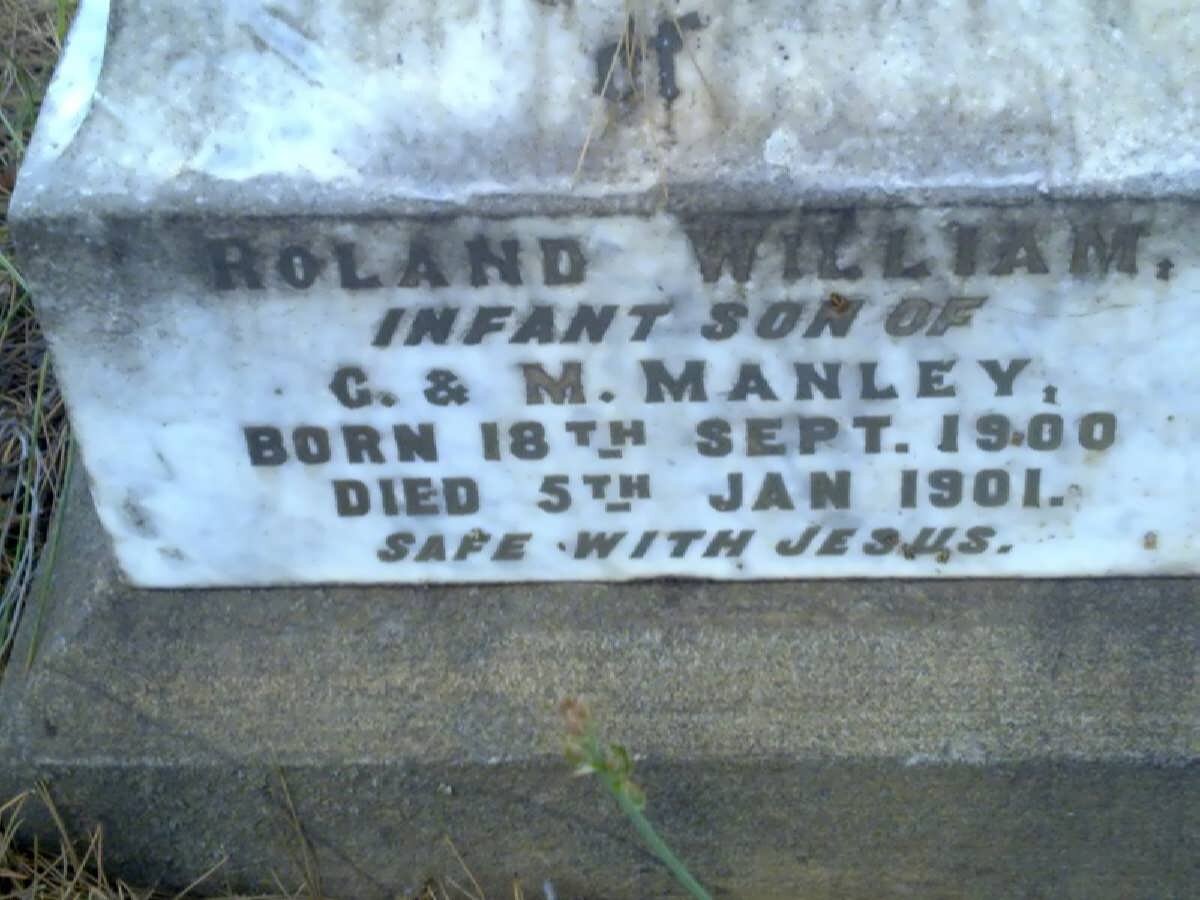 ROLAND WILLIAM.
INFANT SON OF
G. & M. MANLEY,
BORN 18TH SEPT. 1900
DIED 5TH JAN 1901.
SAFE WITH JESUS.